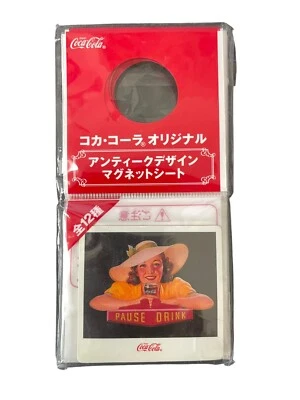 Coca-Cola
コカ・コーラ®オリジナル
アンティークデザイン
マグネットシート
全12種
PAUSE DRINK
Coca-Cola